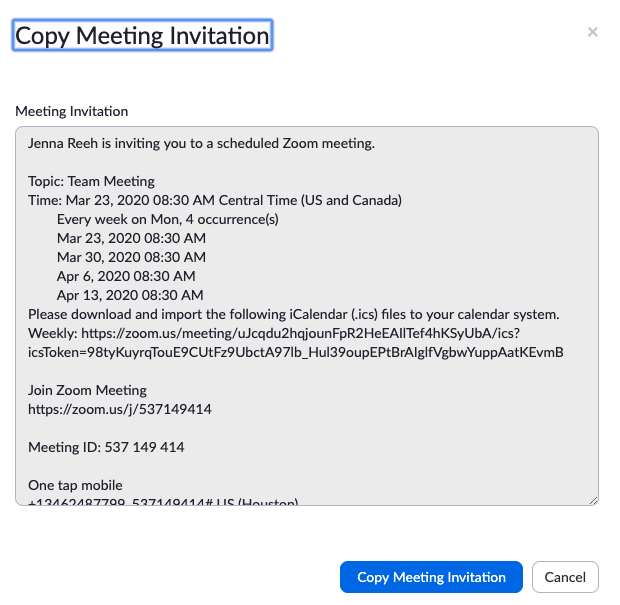 Copy Meeting Invitation
×
Meeting Invitation
Jenna Reeh is inviting you to a scheduled Zoom meeting.
Topic: Team Meeting
Time: Mar 23, 2020 08:30 AM Central Time (US and Canada)
Every week on Mon, 4 occurrence(s)
Mar 23, 2020 08:30 AM
Mar 30, 2020 08:30 AM
Apr 6, 2020 08:30 AM
Apr 13, 2020 08:30 AM
Please download and import the following iCalendar (.ics) files to your calendar system.
Weekly: https://zoom.us/meeting/uJcqdu2hqjounFpR2HeEAIlTef4hKSyUbA/ics?
icsToken=98tyKuyrqTouE9CUtFz9UbctA97lb_Hul39oupEPtBrAIglfVgbwYuppAatKEvmB
Join Zoom Meeting
https://zoom.us/j/537149414
Meeting ID: 537 149 414
One tap mobile
+13462487799,,537149414# US (Houston)
Copy Meeting Invitation
Cancel